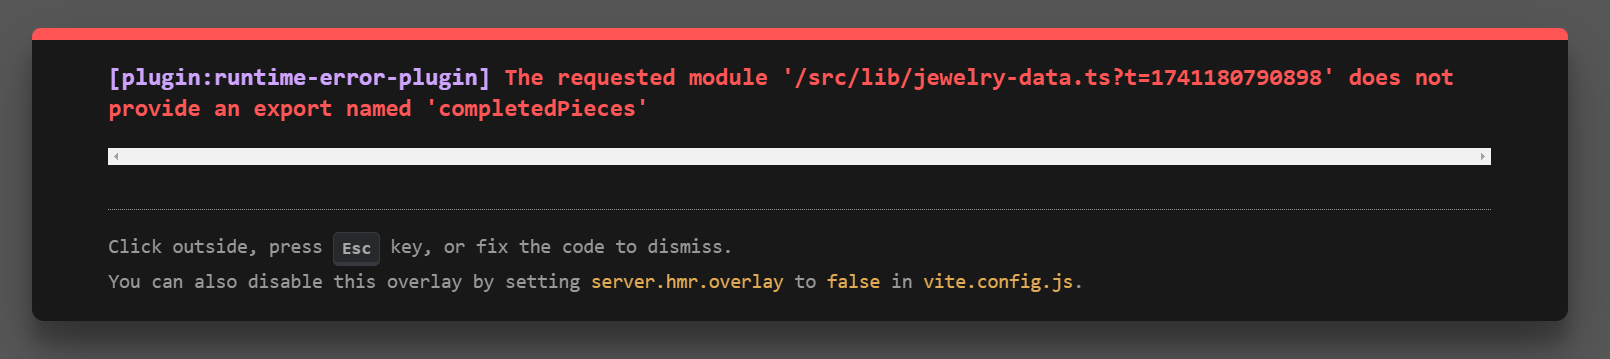 [plugin:runtime-error-plugin] The requested module '/src/lib/jewelry-data.ts?t=1741180790898' does not
provide an export named 'completedPieces'
Click outside, press Esc key, or fix the code to dismiss.
You can also disable this overlay by setting server.hmr.overlay to false in vite.config.js.